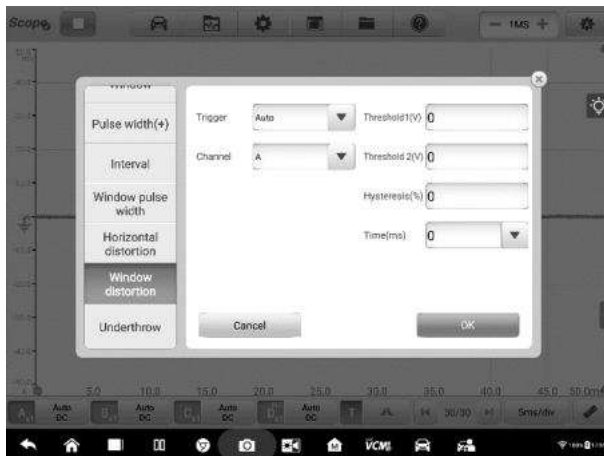 Scope
1MS
Pulse width(+)
Interval
Window pulse
width
Horizontal
distortion
Window
distortion
Underthrow
Trigger
Auto
Threshold1(V)
0
Channel
A
Threshold 2(V)
0
Hysteresis(%)
0
Time(ms)
0
Cancel
OK
5.0
10.0
15.0
20.0
25.0
30.0
35.0
40.0
45.0
50.0m
Auto
DC
Auto
DC
Auto
DC
Auto
DC
T
30/30
5ms/div
VCMI